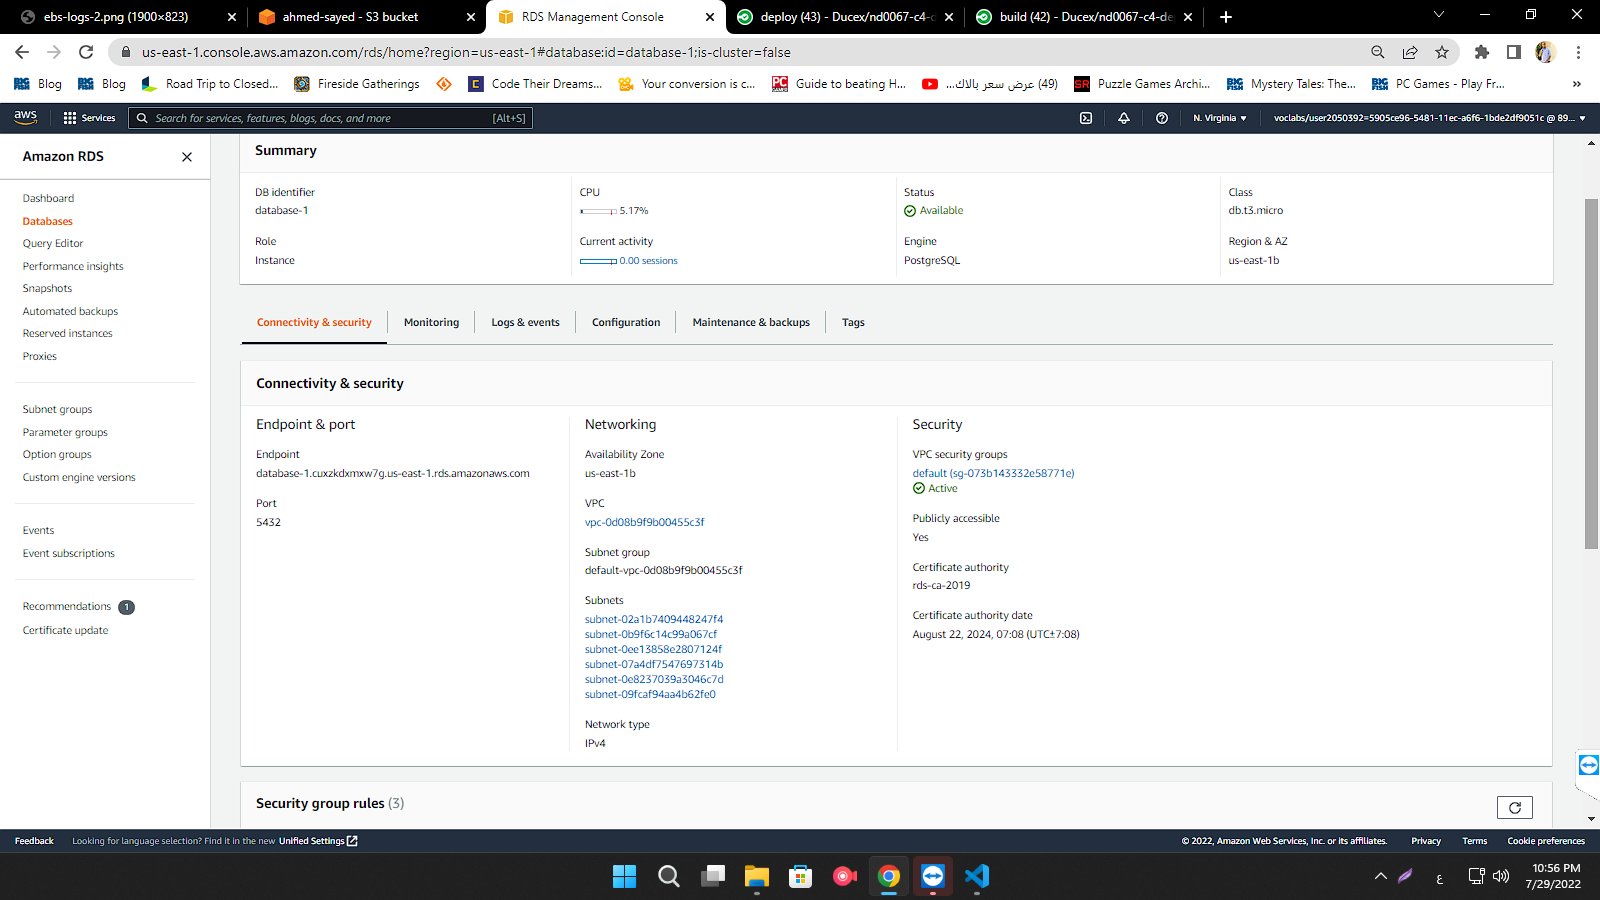 ebs-logs-2.png (1900×823)
ahmed-sayed - S3 bucket
RDS Management Console
deploy (43) - Ducex/nd0067-c4-d
build (42) - Ducex/nd0067-c4-de
us-east-1.console.aws.amazon.com/rds/home?region=us-east-1#database:id=database-1;is-cluster=false
Blog
Blog
Road Trip to Closed...
Fireside Gatherings
Code Their Dreams...
Your conversion is c...
Guide to beating H...
(49) عرض سعر بالاك...
Puzzle Games Archi...
Mystery Tales: The...
PC Games - Play Fr...
aws
Services
Search for services, features, blogs, docs, and more
[Alt+S]
N. Virginia
voclabs/user2050392=5905ce96-5481-11ec-a6f6-1bde2df9051c @ 89...
Amazon RDS
Dashboard
Databases
Query Editor
Performance insights
Snapshots
Automated backups
Reserved instances
Proxies
Subnet groups
Parameter groups
Option groups
Custom engine versions
Events
Event subscriptions
Recommendations 1
Certificate update
Summary
DB identifier
database-1
CPU
5.17%
Status
Available
Class
db.t3.micro
Role
Instance
Current activity
0.00 sessions
Engine
PostgreSQL
Region & AZ
us-east-1b
Connectivity & security
Monitoring
Logs & events
Configuration
Maintenance & backups
Tags
Connectivity & security
Endpoint & port
Endpoint
database-1.cuxzkdxmxw7g.us-east-1.rds.amazonaws.com
Port
5432
Networking
Availability Zone
us-east-1b
VPC
vpc-0d08b9f9b00455c3f
Subnet group
default-vpc-0d08b9f9b00455c3f
Subnets
subnet-02a1b7409448247f4
subnet-0b9f6c14c99a067cf
subnet-0ee13858e2807124f
subnet-07a4df7547697314b
subnet-0e8237039a3046c7d
subnet-09fcaf94aa4b62fe0
Network type
IPv4
Security
VPC security groups
default (sg-073b143332e58771e)
Active
Publicly accessible
Yes
Certificate authority
rds-ca-2019
Certificate authority date
August 22, 2024, 07:08 (UTC±7:08)
Security group rules (3)
Feedback
Looking for language selection? Find it in the new Unified Settings
© 2022, Amazon Web Services, Inc. or its affiliates.
Privacy
Terms
Cookie preferences
ع
10:56 PM
7/29/2022